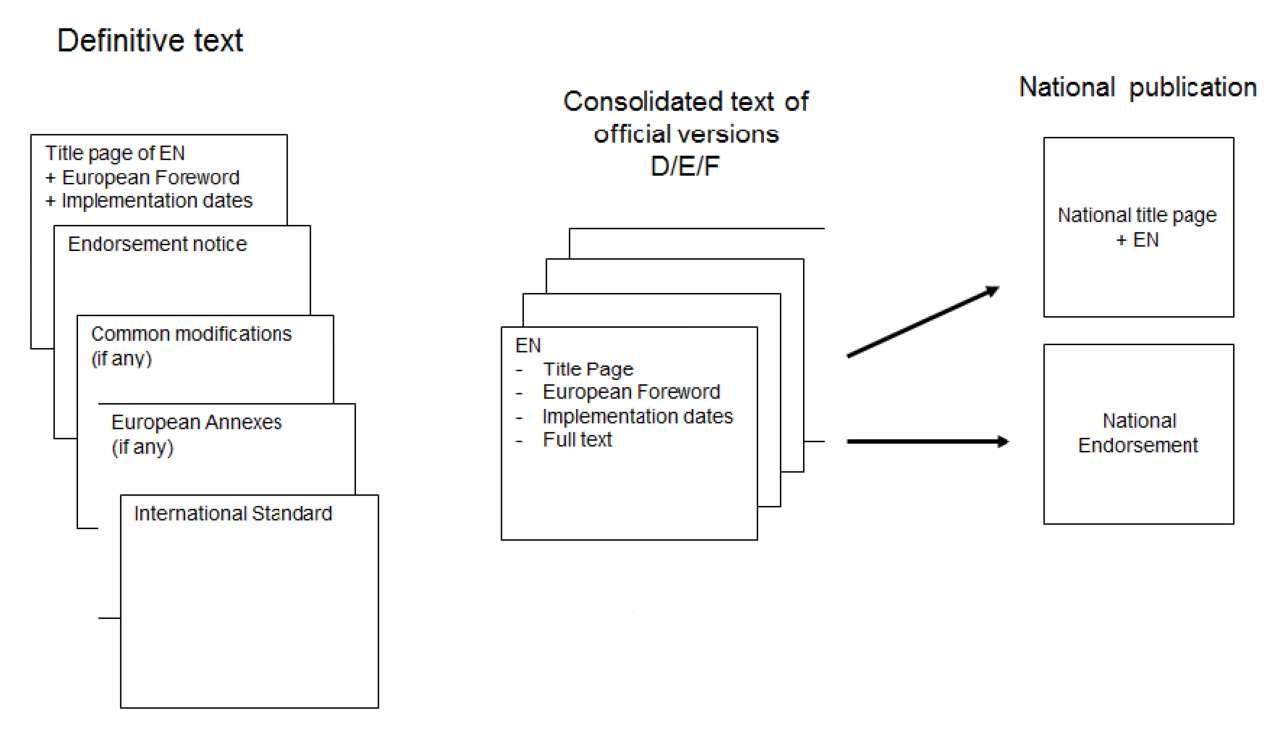 Definitive text
Title page of EN
+ European Foreword
+ Implementation dates
Endorsement notice
Common modifications
(if any)
European Annexes
(if any)
International Standard
Consolidated text of
official versions
D/E/F
EN
- Title Page
- European Foreword
- Implementation dates
- Full text
National publication
National title page
+ EN
National
Endorsement